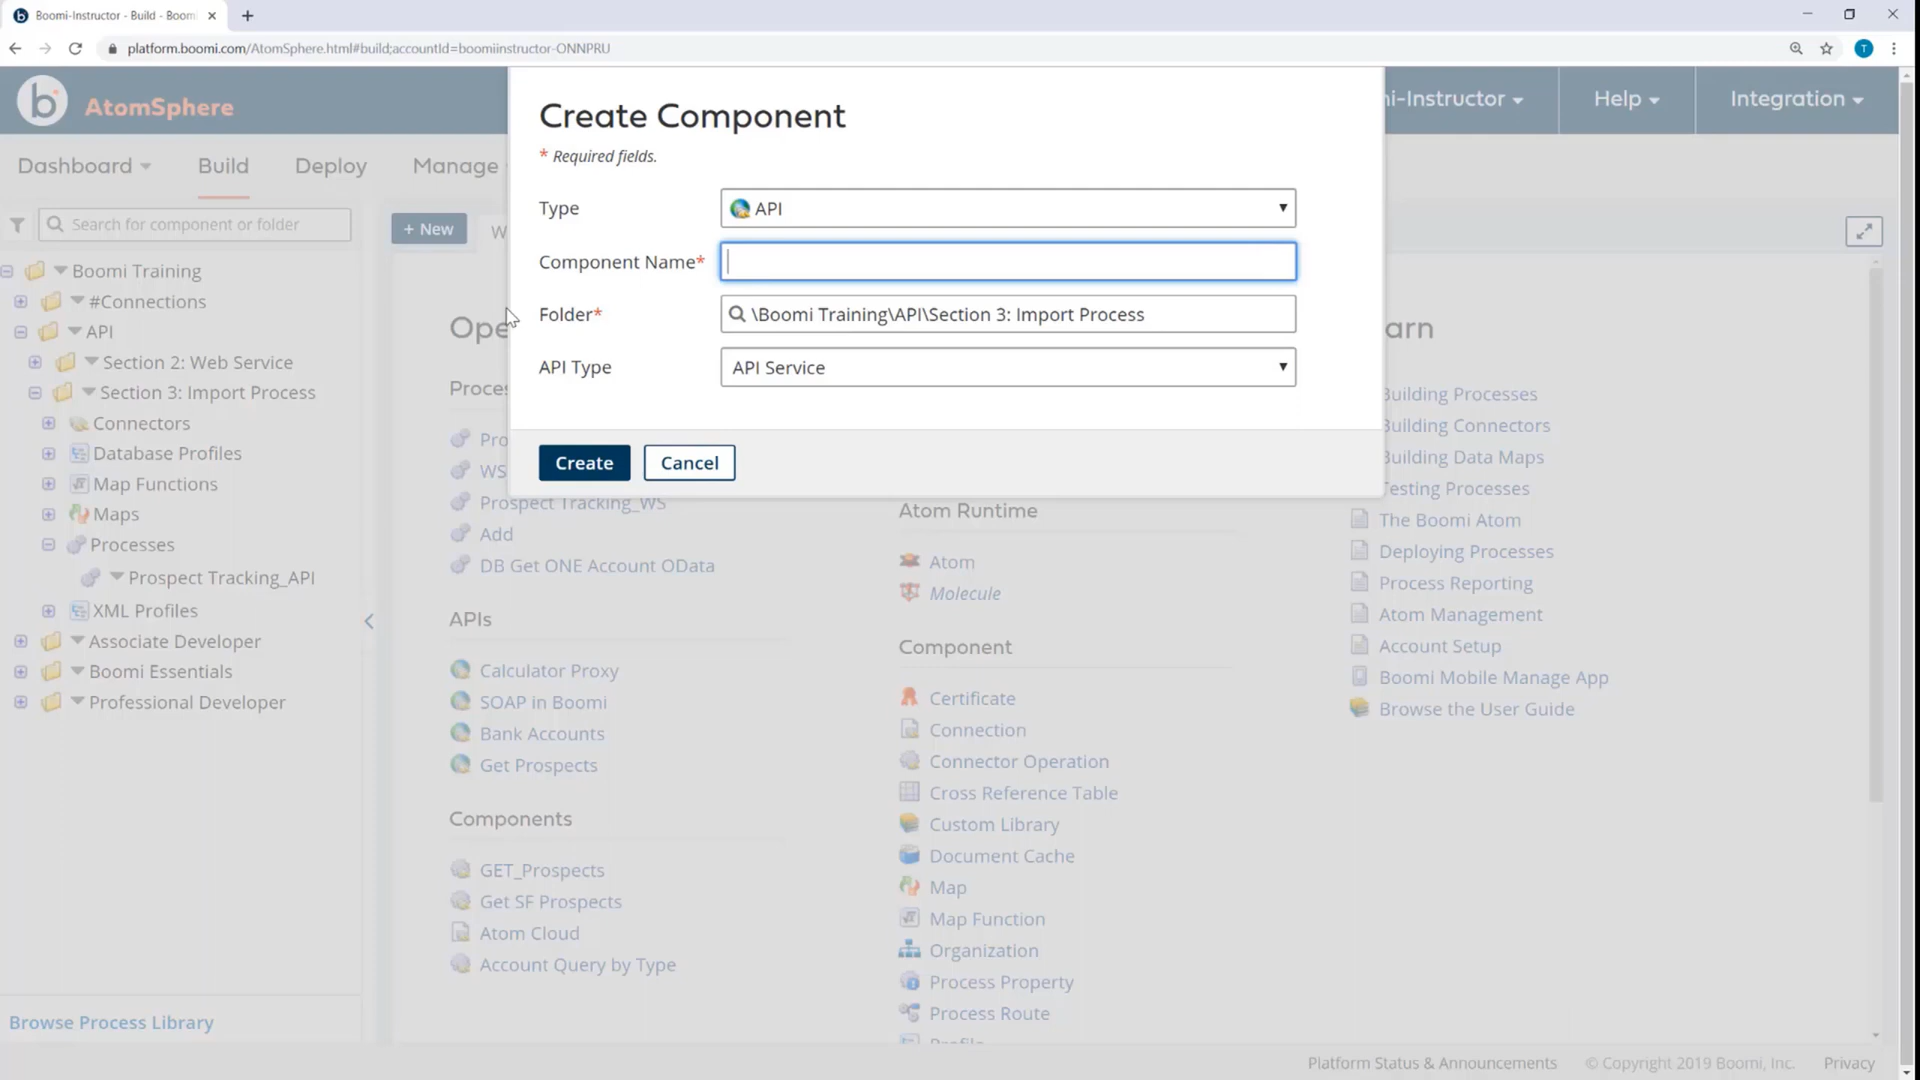 Boomi-Instructor - Build - Boom
platform.boomi.com/AtomSphere.html#build;accountId=boomiinstructor-ONNPRU
T
b AtomSphere
mi-Instructor
Help
Integration
Dashboard
Build
Deploy
Manage
Search for component or folder
Boomi Training
#Connections
API
Section 2: Web Service
Section 3: Import Process
Connectors
Database Profiles
Map Functions
Maps
Processes
Prospect Tracking_API
XML Profiles
Associate Developer
Boomi Essentials
Professional Developer
Browse Process Library
+ New
W
Create Component
* Required fields.
Type
API
Component Name*
Folder*
\Boomi Training\API\Section 3: Import Process
API Type
API Service
Create
Cancel
Ope
Proces
Pro
WS
Prospect Tracking_WS
Add
DB Get ONE Account OData
APIs
Calculator Proxy
SOAP in Boomi
Bank Accounts
Get Prospects
Components
GET_Prospects
Get SF Prospects
Atom Cloud
Account Query by Type
Atom Runtime
Atom
Molecule
Component
Certificate
Connection
Connector Operation
Cross Reference Table
Custom Library
Document Cache
Map
Map Function
Organization
Process Property
Process Route
Profile
arn
Building Processes
Building Connectors
Building Data Maps
Testing Processes
The Boomi Atom
Deploying Processes
Process Reporting
Atom Management
Account Setup
Boomi Mobile Manage App
Browse the User Guide
Platform Status & Announcements
© Copyright 2019 Boomi, Inc.
Privacy